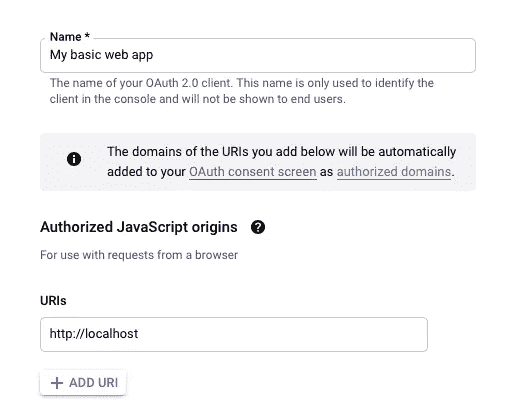 Name *
My basic web app
The name of your OAuth 2.0 client. This name is only used to identify the
client in the console and will not be shown to end users.
The domains of the URIs you add below will be automatically
added to your OAuth consent screen as authorized domains.
Authorized JavaScript origins
For use with requests from a browser
URIs
http://localhost
+ ADD URI